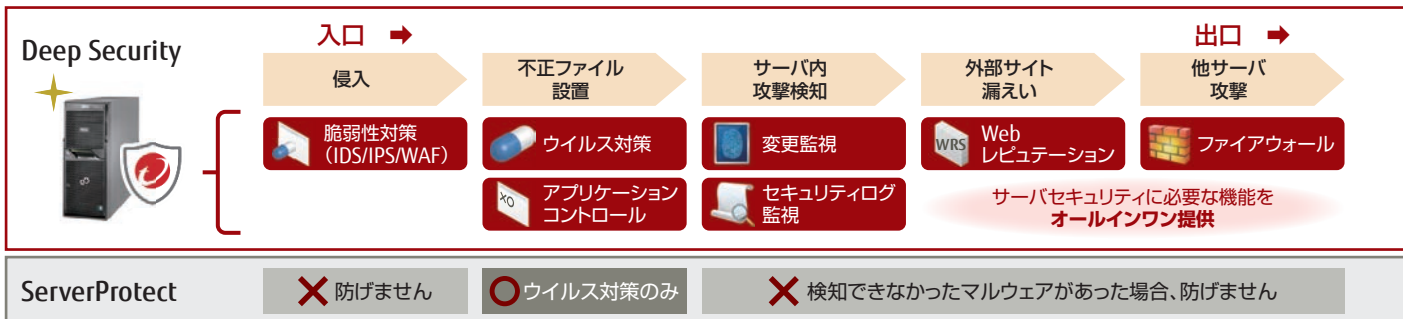 Deep Security
入口 ➡
出口 ➡
侵入
不正ファイル
設置
サーバ内
攻撃検知
外部サイト
漏えい
他サーバ
攻撃
脆弱性対策
（IDS/IPS/WAF）
ウイルス対策
変更監視
WRS
Web
レピュテーション
ファイアウォール
XO
アプリケーション
コントロール
セキュリティログ
監視
サーバセキュリティに必要な機能を
オールインワン提供
ServerProtect
防げません
ウイルス対策のみ
検知できなかったマルウェアがあった場合、防げません